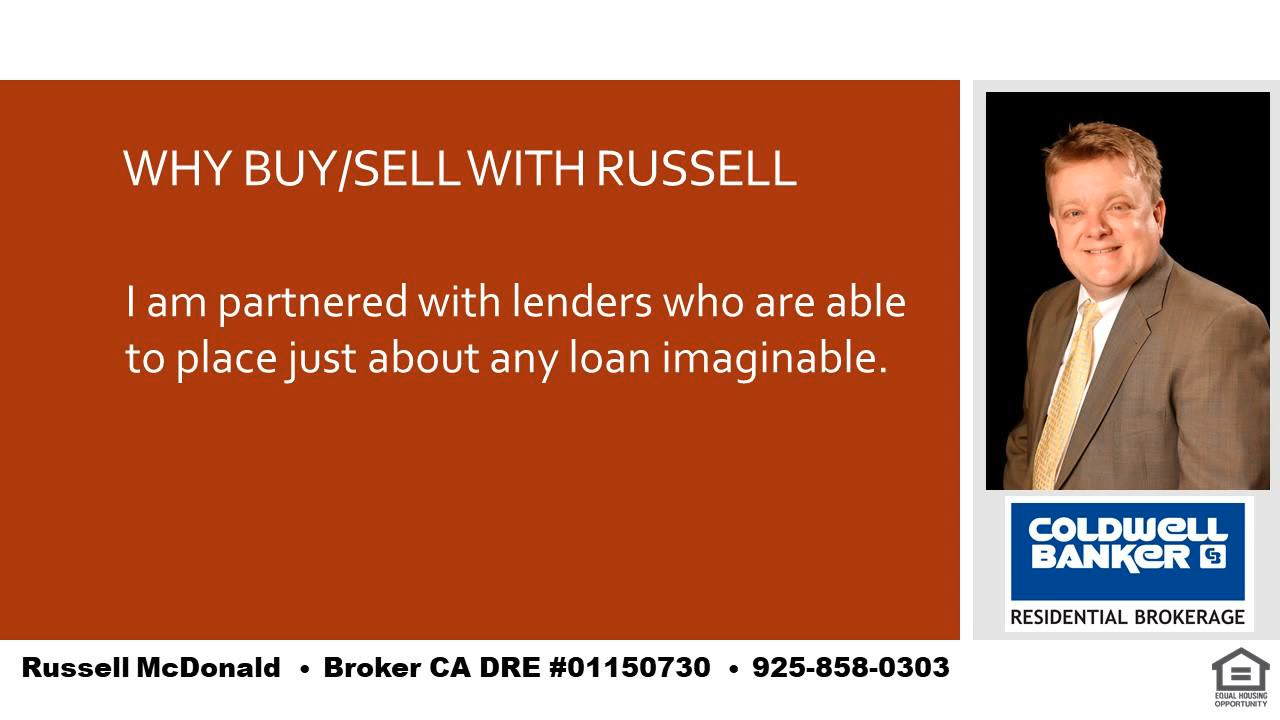 WHY BUY/SELL WITH RUSSELL
I am partnered with lenders who are able
to place just about any loan imaginable.
COLDWELL
BANKER CB
RESIDENTIAL BROKERAGE
Russell McDonald • Broker CA DRE #01150730 • 925-858-0303
EQUAL HOUSING
OPPORTUNITY